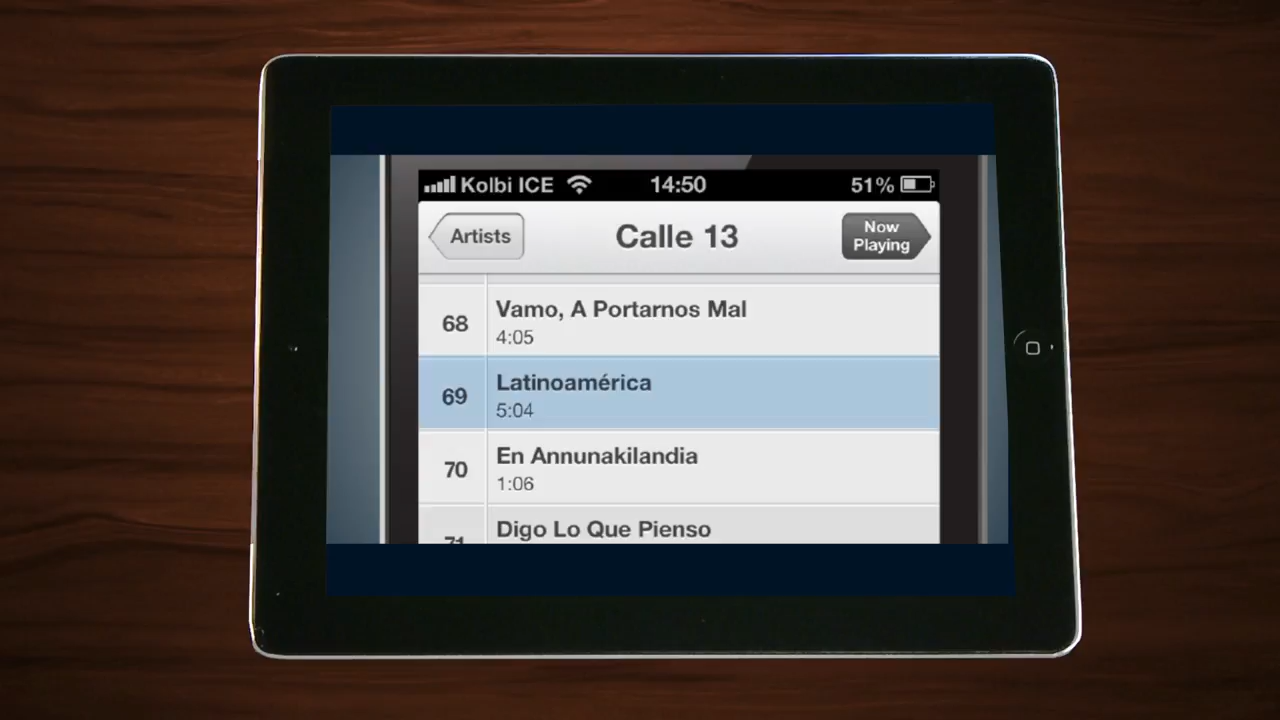 Kolbi ICE 14:50 51%
Artists Calle 13 Now Playing
68 Vamo, A Portarnos Mal
4:05
69 Latinoamérica
5:04
70 En Annunakilandia
1:06
71 Digo Lo Que Pienso